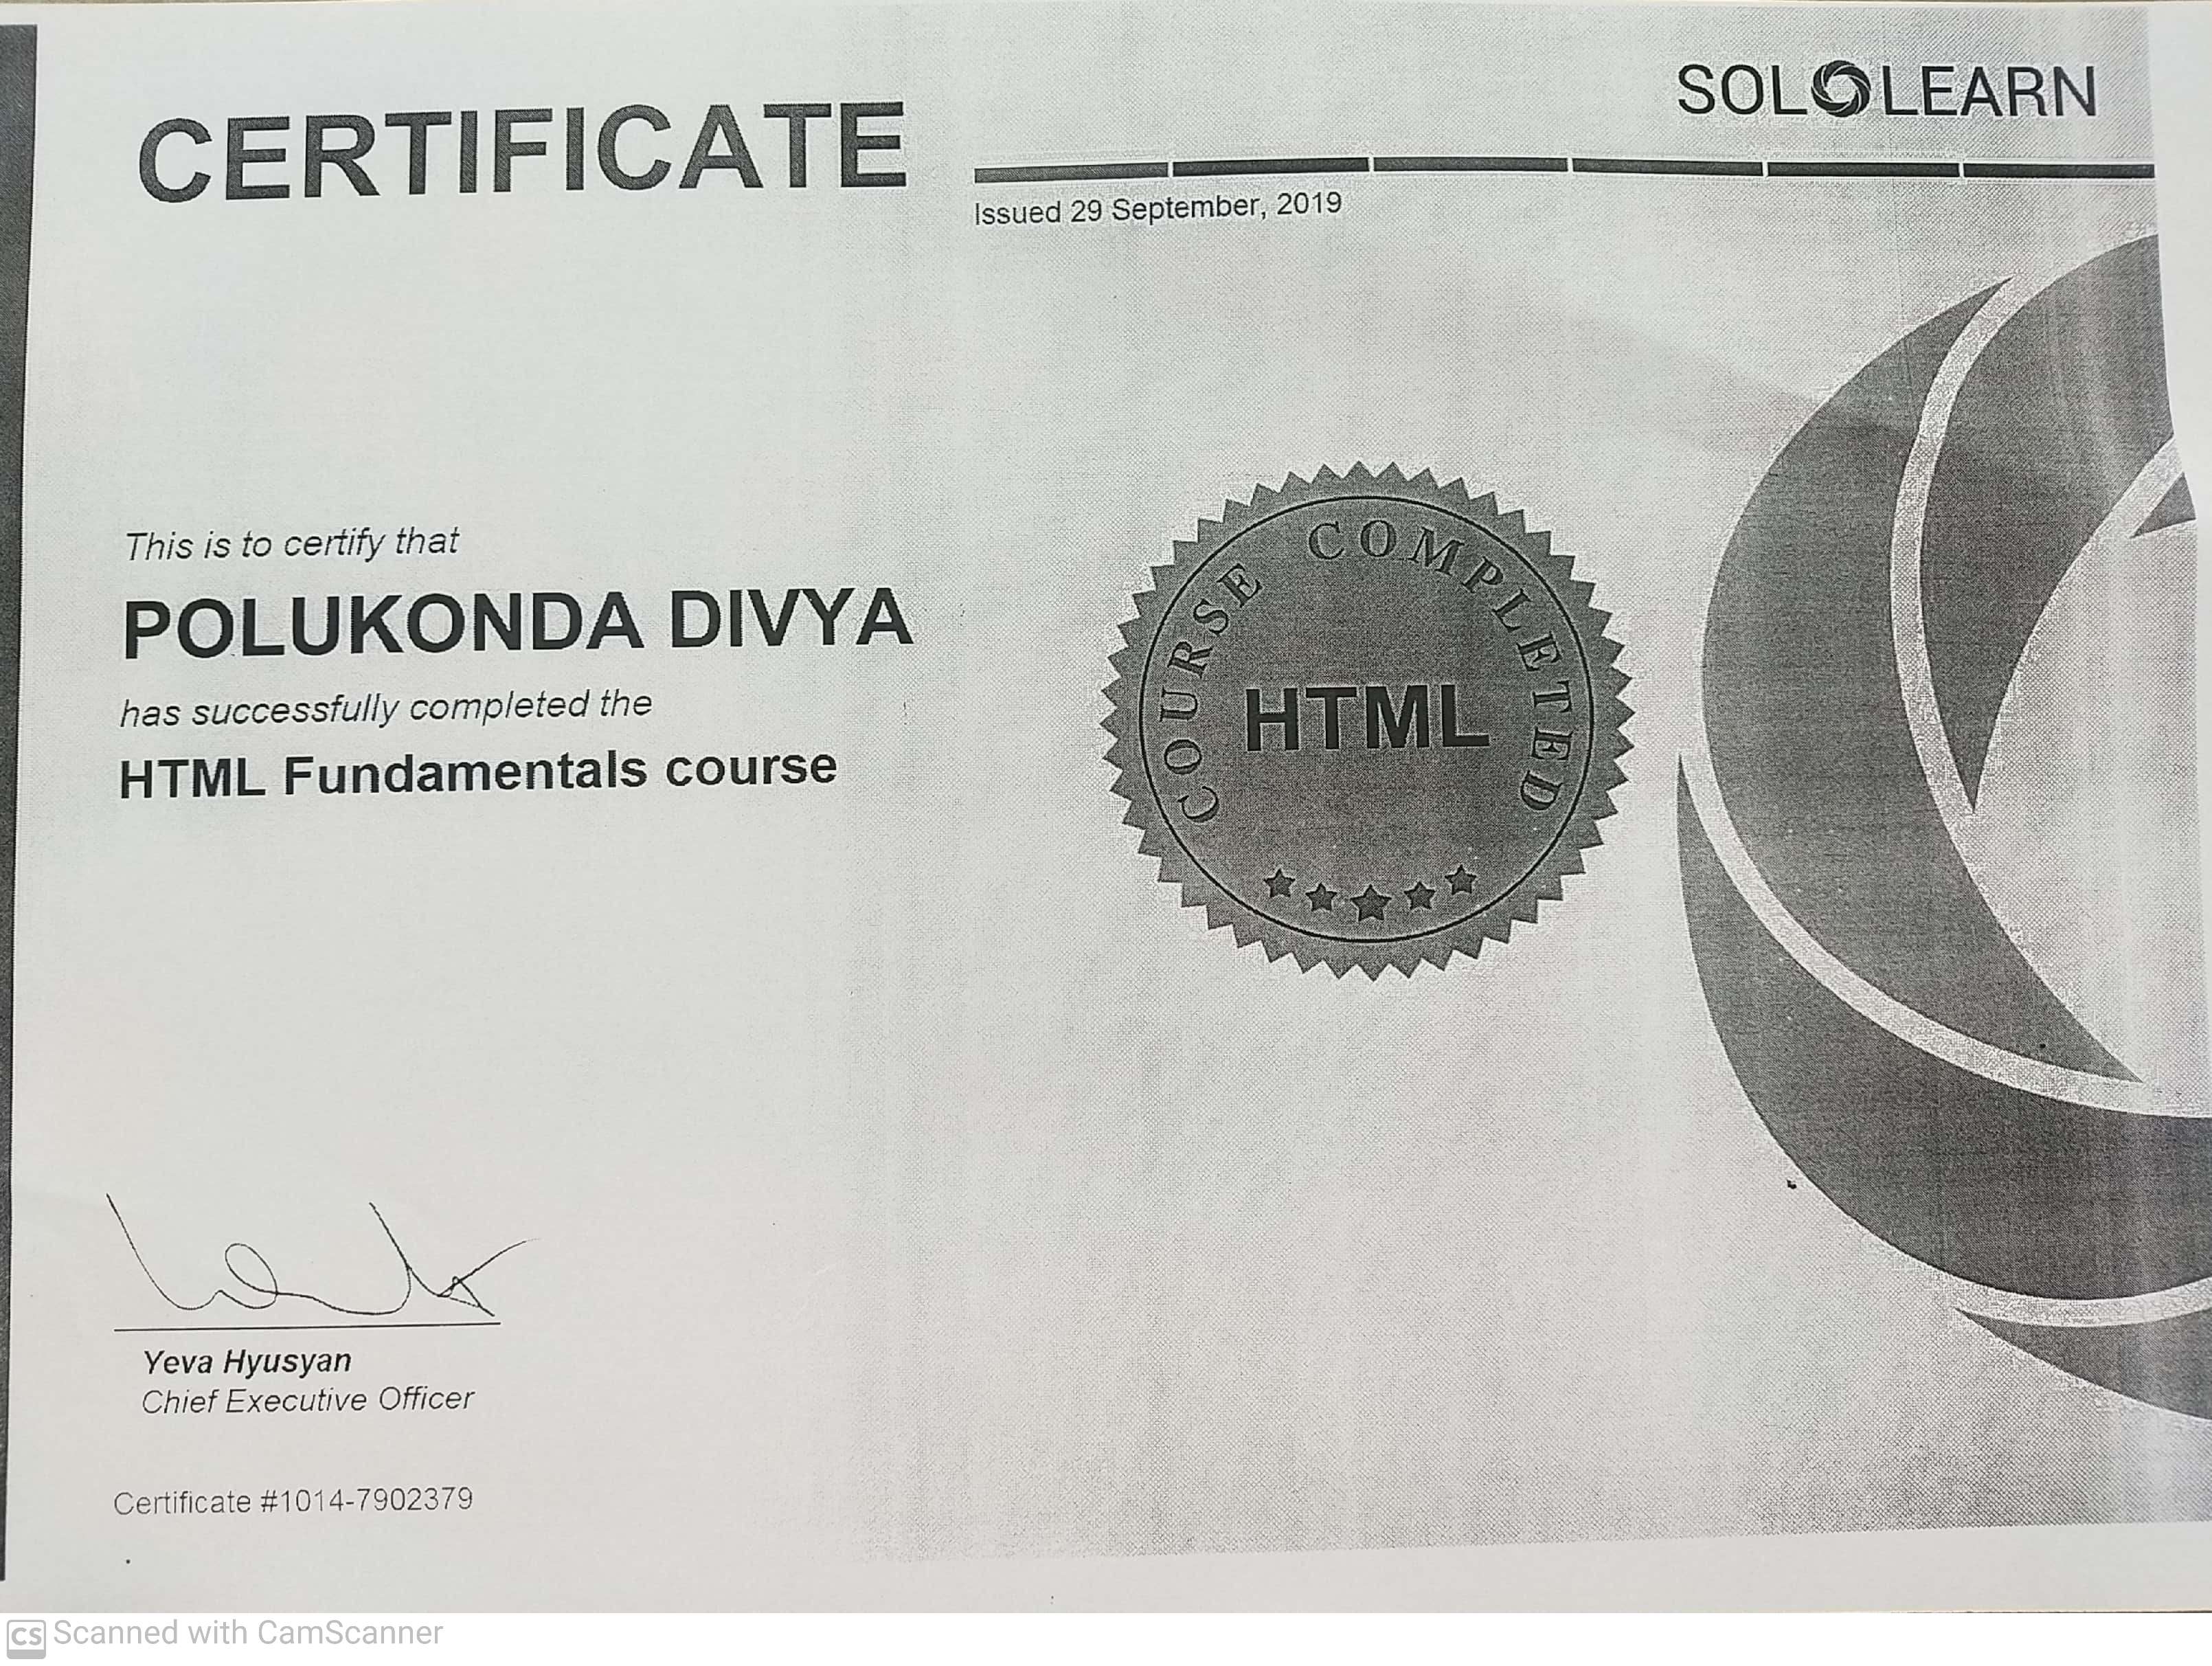 CERTIFICATE
SOLOLEARN
Issued 29 September, 2019
This is to certify that
POLUKONDA DIVYA
has successfully completed the
HTML Fundamentals course
COURSE COMPLETED
HTML
Yeva Hyusyan
Chief Executive Officer
Certificate #1014-7902379
CS Scanned with CamScanner